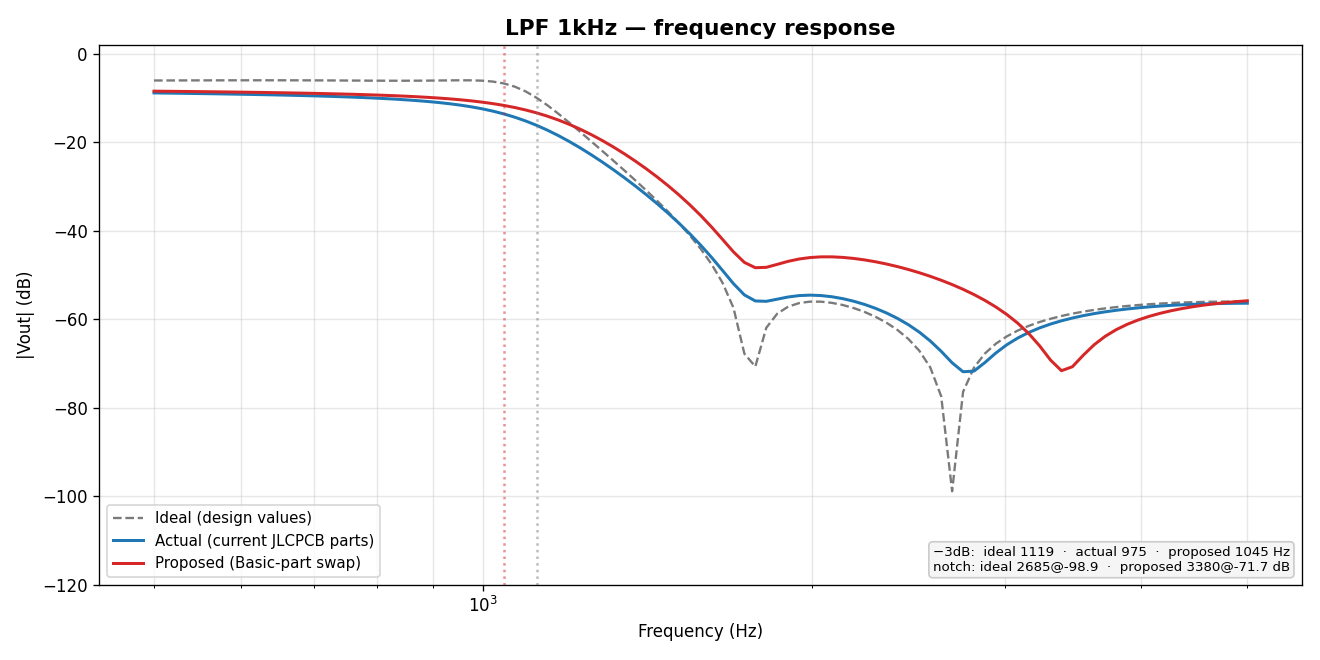 LPF 1kHz — frequency response
|Vout| (dB)
0
−20
−40
−60
−80
−100
−120
Ideal (design values)
Actual (current JLCPCB parts)
Proposed (Basic-part swap)
−3dB:  ideal 1119  ·  actual 975  ·  proposed 1045 Hz
notch: ideal 2685@-98.9  ·  proposed 3380@-71.7 dB
10³
Frequency (Hz)